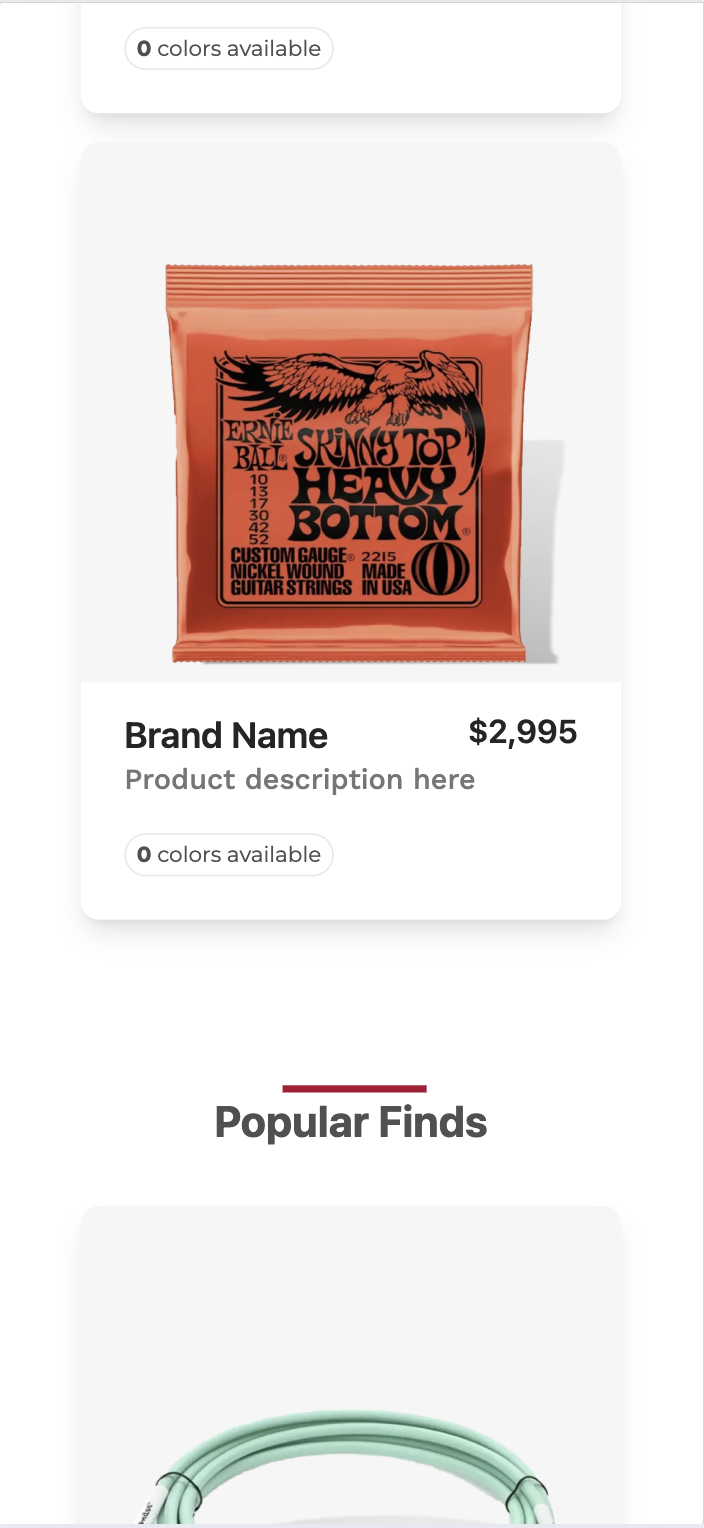 0 colors available
ERNIE
BALL®
SKINNY TOP
HEAVY
BOTTOM®
10
13
17
30
42
52
CUSTOM GAUGE® 2215
NICKEL WOUND MADE
GUITAR STRINGS IN USA
Brand Name $2,995
Product description here
0 colors available
Popular Finds